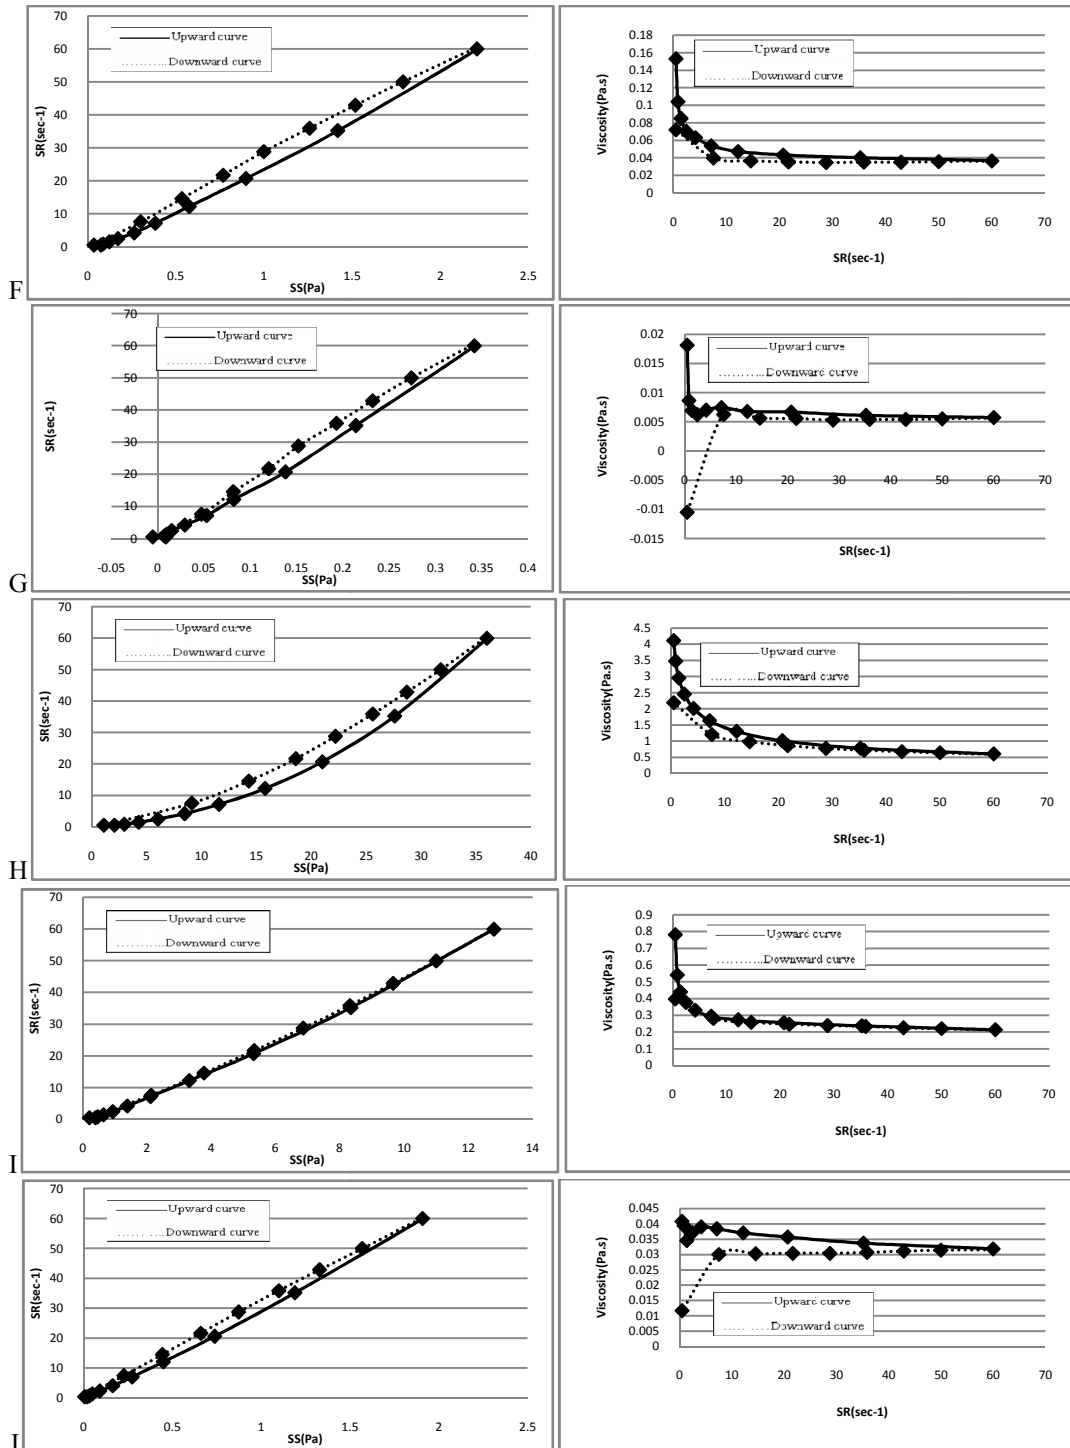 70
60
50
40
30
20
10
0
SR(sec-1)
Upward curve
Downward curve
0 0.5 1 1.5 2 2.5
SS(Pa)
F
0.18
0.16
0.14
0.12
0.1
0.08
0.06
0.04
0.02
0
Viscosity(Pa.s)
Upward curve
Downward curve
0 10 20 30 40 50 60 70
SR(sec-1)
70
60
50
40
30
20
10
0
SR(sec-1)
Upward curve
Downward curve
-0.05 0 0.05 0.1 0.15 0.2 0.25 0.3 0.35 0.4
SS(Pa)
G
0.02
0.015
0.01
0.005
0
-0.005
-0.01
-0.015
Viscosity(Pa.s)
Upward curve
Downward curve
0 10 20 30 40 50 60 70
SR(sec-1)
70
60
50
40
30
20
10
0
SR(sec-1)
Upward curve
Downward curve
0 5 10 15 20 25 30 35 40
SS(Pa)
H
4.5
4
3.5
3
2.5
2
1.5
1
0.5
0
Viscosity(Pa.s)
Upward curve
Downward curve
0 10 20 30 40 50 60 70
SR(sec-1)
70
60
50
40
30
20
10
0
SR(sec-1)
Upward curve
Downward curve
0 2 4 6 8 10 12 14
SS(Pa)
I
0.9
0.8
0.7
0.6
0.5
0.4
0.3
0.2
0.1
0
Viscosity(Pa.s)
Upward curve
Downward curve
0 10 20 30 40 50 60 70
SR(sec-1)
70
60
50
40
30
20
10
0
SR(sec-1)
Upward curve
Downward curve
0 0.5 1 1.5 2 2.5
SS(Pa)
J
0.045
0.04
0.035
0.03
0.025
0.02
0.015
0.01
0.005
0
Viscosity(Pa.s)
Upward curve
Downward curve
0 10 20 30 40 50 60 70
SR(sec-1)